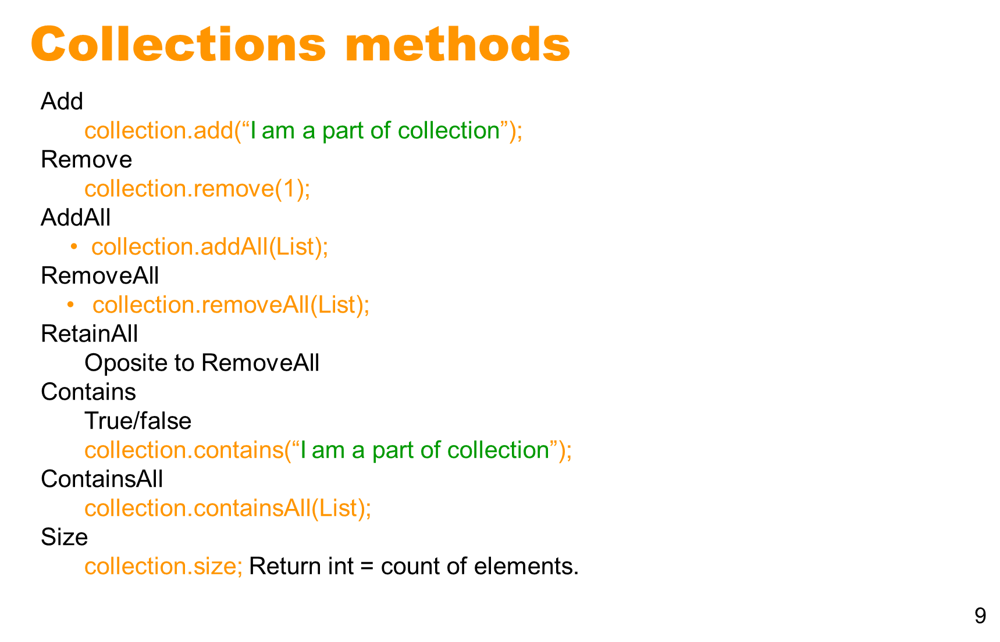 Collections methods
Add
collection.add(“I am a part of collection”);
Remove
collection.remove(1);
AddAll
• collection.addAll(List);
RemoveAll
• collection.removeAll(List);
RetainAll
Oposite to RemoveAll
Contains
True/false
collection.contains(“I am a part of collection”);
ContainsAll
collection.containsAll(List);
Size
collection.size; Return int = count of elements.
9